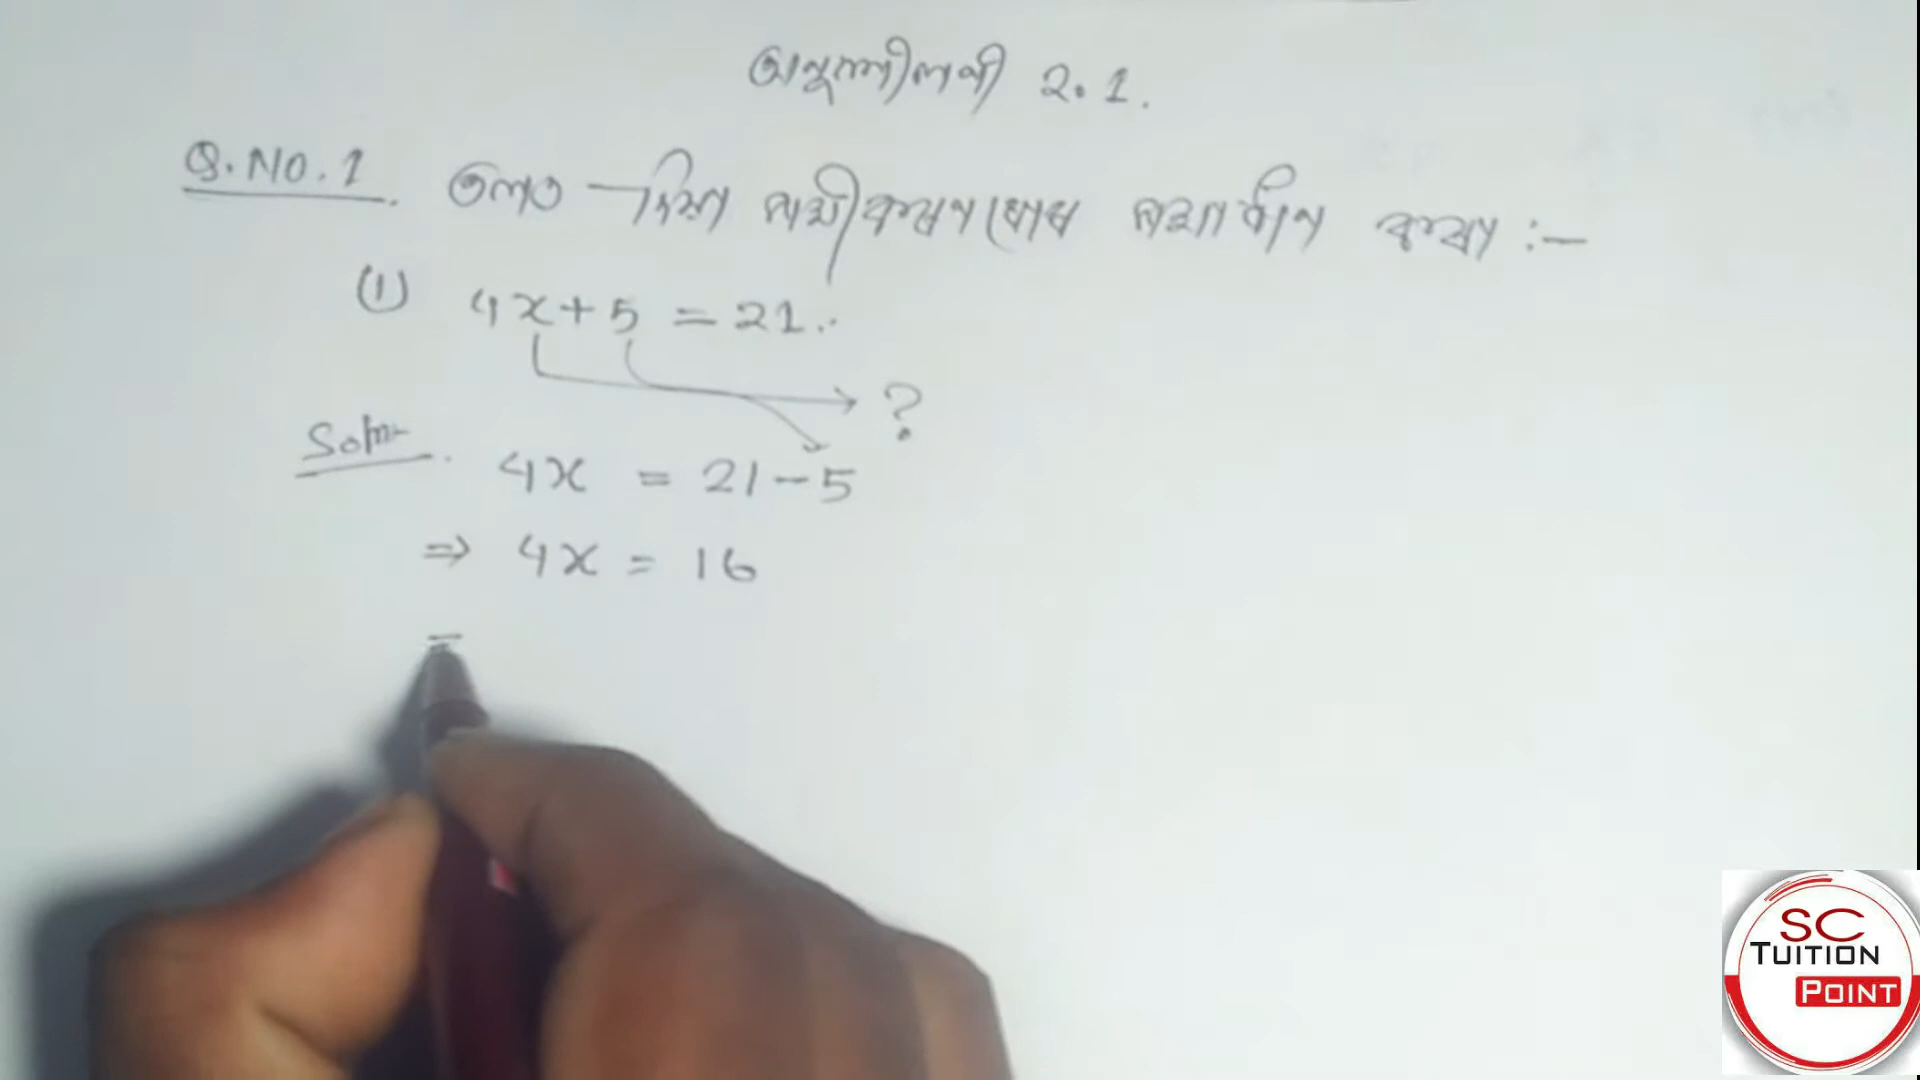 অনুশীলনী 2.1.
Q.No.1. তলত দিয়া সমীকৰণবোৰ সমাধান কৰা :-
(1) 4x+5 = 21.
?
Soln. 4x = 21-5
⇒ 4x = 16
=
SC
TUITION
POINT